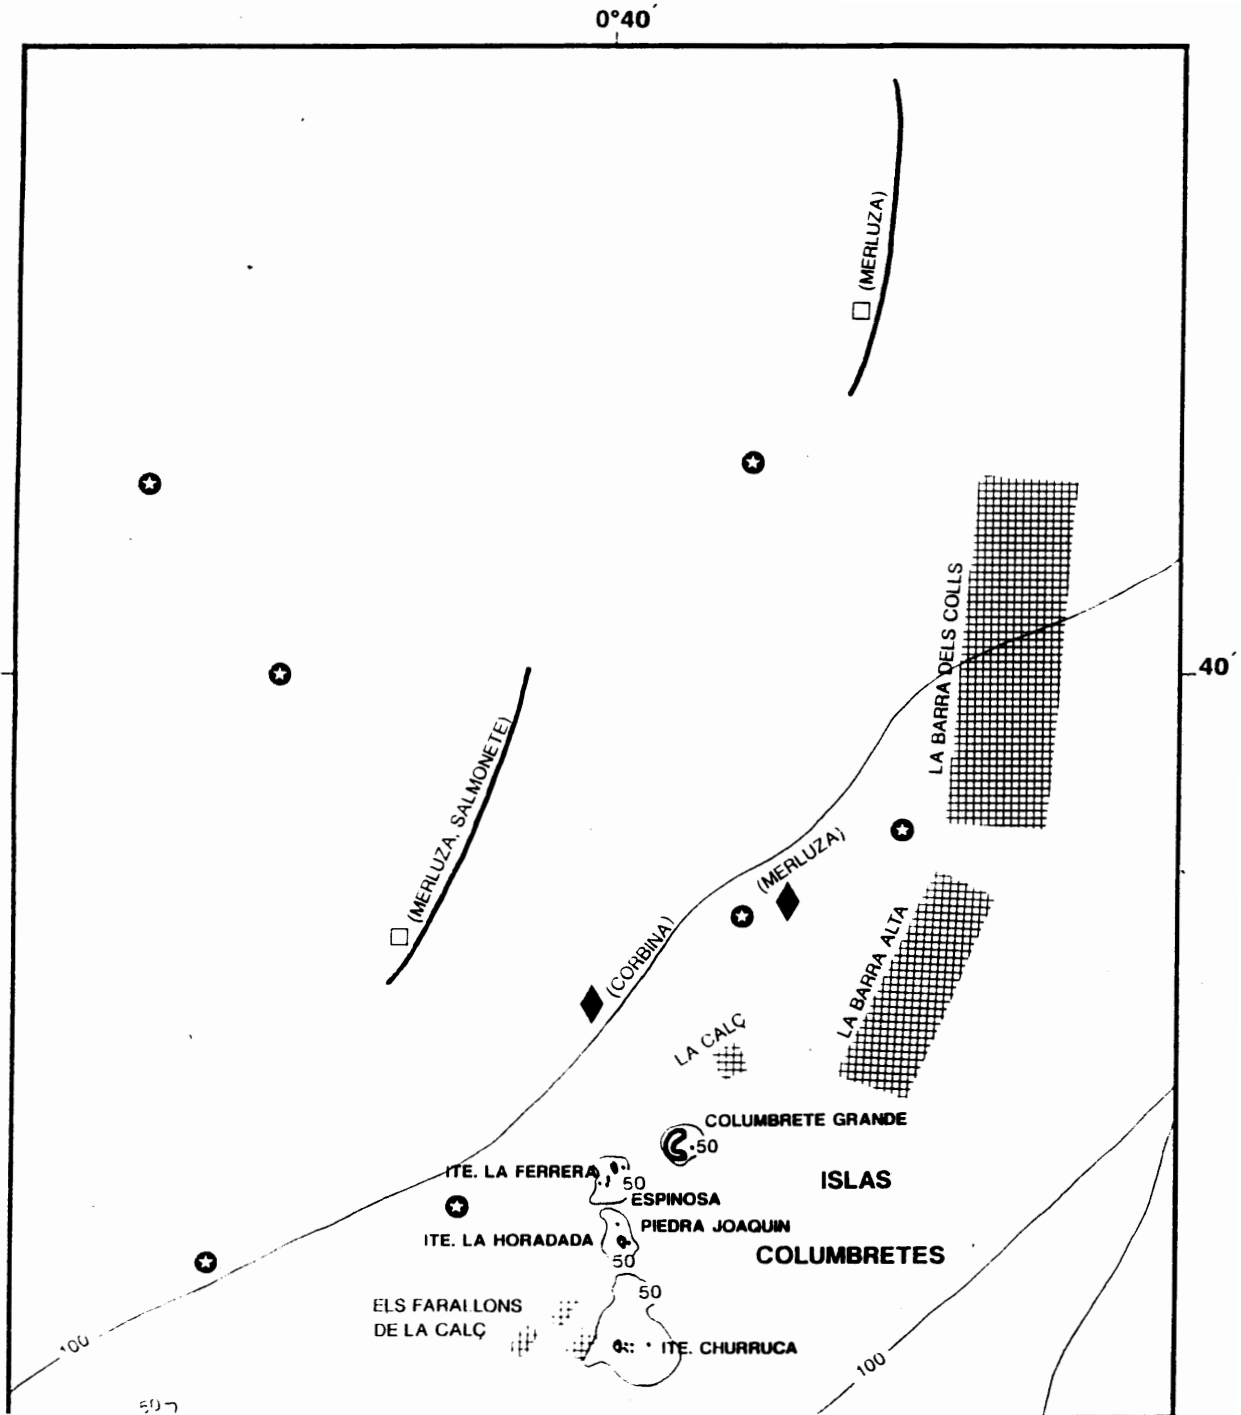 0°40´
(MERLUZA)
LA BARRA DELS COLLS
40´
(MERLUZA, SALMONETE)
(MERLUZA)
(CORBINA)
LA BARRA ALTA
LA CALÇ
COLUMBRETE GRANDE
50
ITE. LA FERRERA
50
ISLAS
ESPINOSA
PIEDRA JOAQUIN
ITE. LA HORADADA
COLUMBRETES
50
50
ELS FARALLONS
DE LA CALÇ
100
ITE. CHURRUCA
100
50